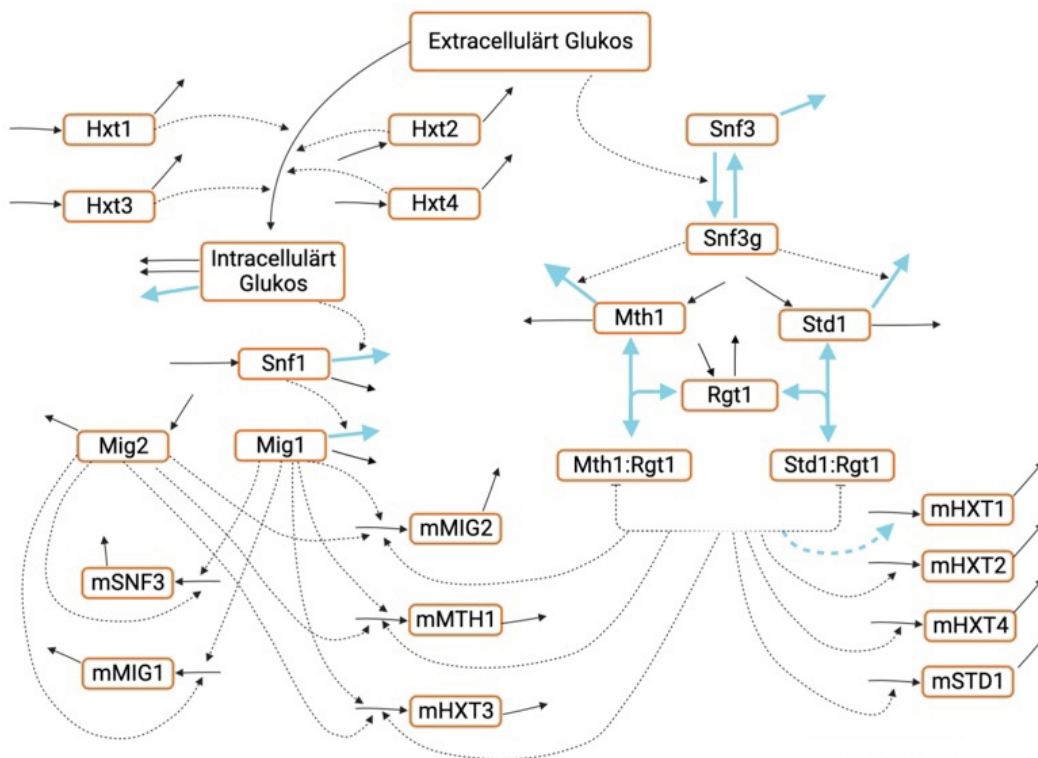 Extracellulärt Glukos
Hxt1
Hxt2
Snf3
Hxt3
Hxt4
Snf3g
Intracellulärt
Glukos
Mth1
Std1
Snf1
Rgt1
Mig2
Mig1
Mth1:Rgt1
Std1:Rgt1
mHXT1
mMIG2
mHXT2
mSNF3
mMTH1
mHXT4
mMIG1
mSTD1
mHXT3